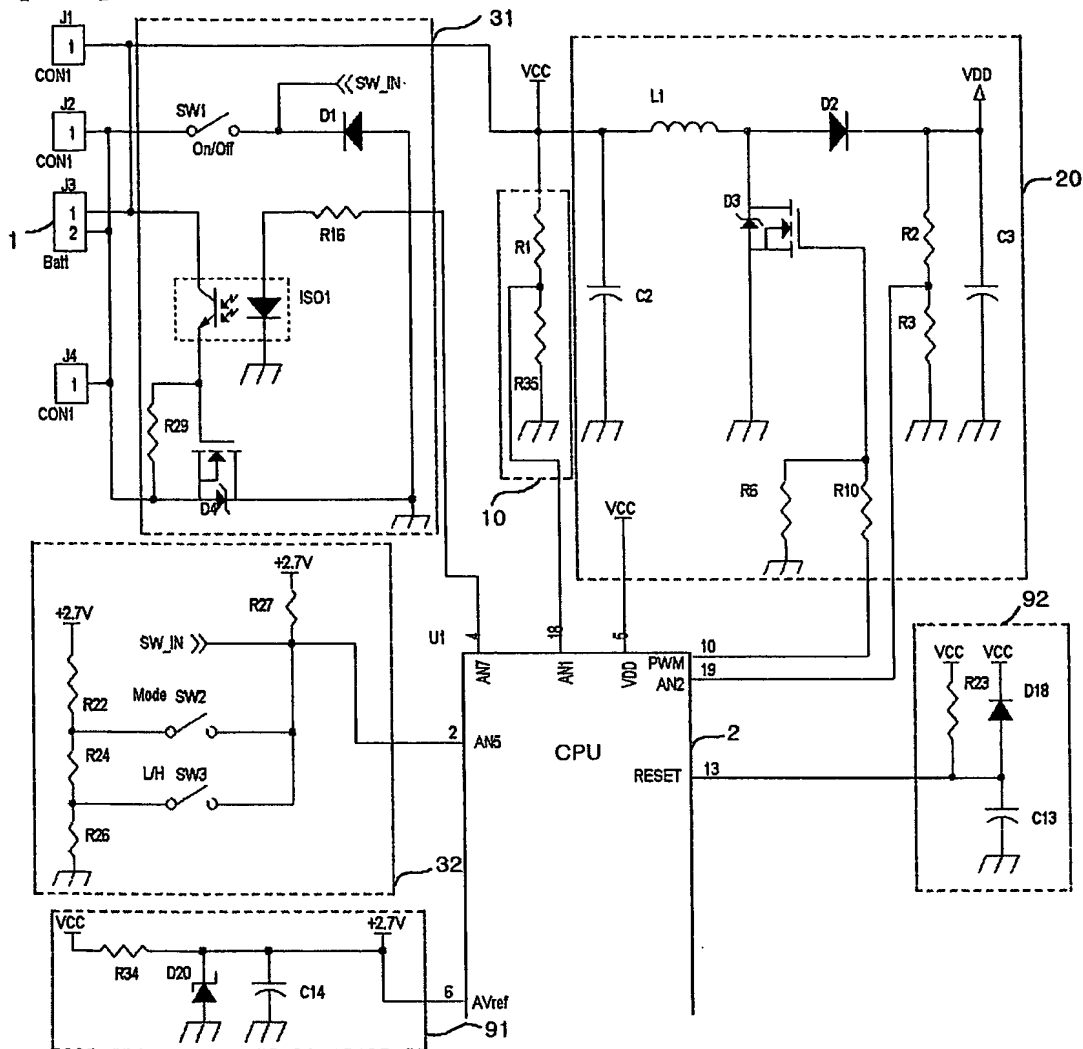 J1
1
CON1
J2
1
CON1
J3
1
2
Batt
1
J4
1
CON1
31
SW1
On/Off
SW_IN
D1
R16
ISO1
R29
D4
VCC
R1
R35
10
20
L1
D2
VDD
C2
D3
R2
R3
C3
R6
R10
VCC
+2.7V
R27
+2.7V
SW_IN
R22
Mode SW2
R24
L/H SW3
R26
32
U1
4
18
5
AN7
AN1
VDD
PWM
10
AN2
19
2
AN5
CPU
2
RESET
13
6
AVref
92
VCC
VCC
R23
D18
C13
VCC
+2.7V
R34
D20
C14
91